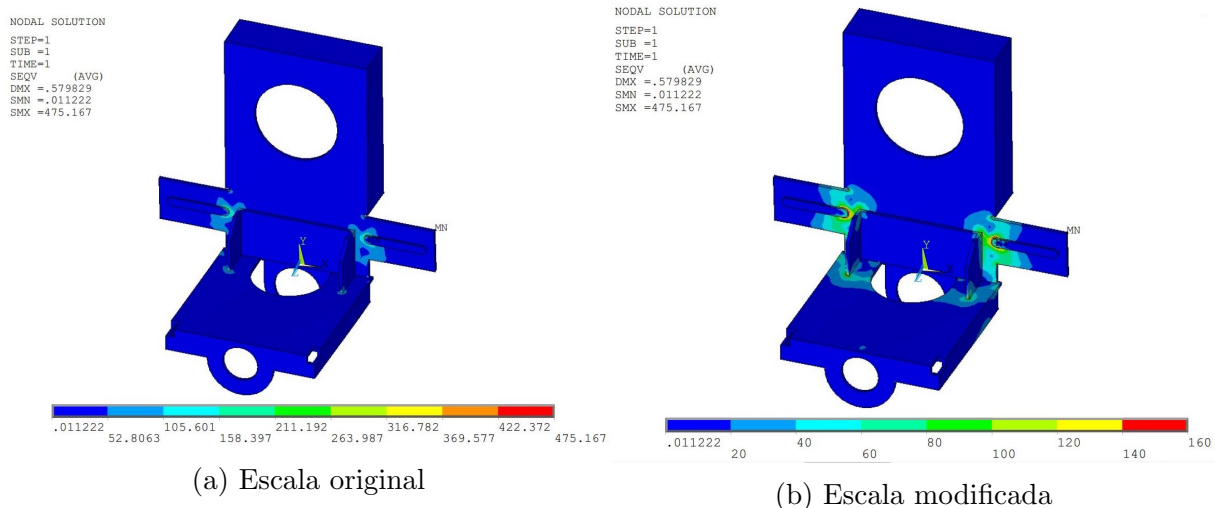 NODAL SOLUTION
STEP=1
SUB =1
TIME=1
SEQV (AVG)
DMX =.579829
SMN =.011222
SMX =475.167
MN
Y
X
Z
.011222 105.601 211.192 316.782 422.372
52.8063 158.397 263.987 369.577 475.167
(a) Escala original
NODAL SOLUTION
STEP=1
SUB =1
TIME=1
SEQV (AVG)
DMX =.579829
SMN =.011222
SMX =475.167
MN
Y
X
Z
.011222 40 80 120 160
20 60 100 140
(b) Escala modificada